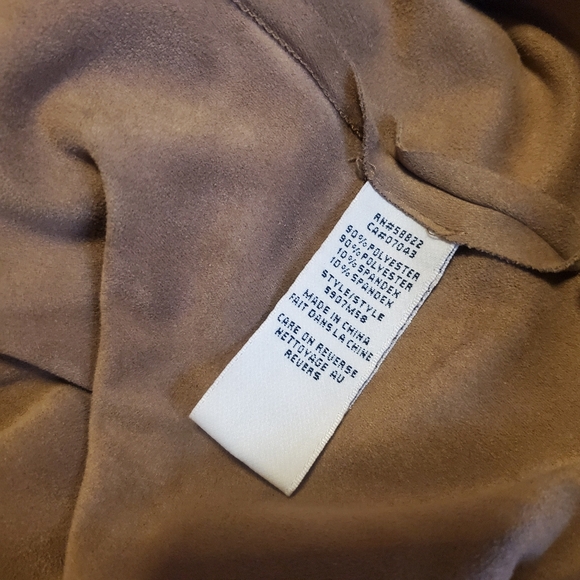 RN#58822
CA#07043
90%POLYESTER
90%POLYESTER
10%SPANDEX
10%SPANDEX
STYLE/STYLE
5907M58
MADE IN CHINA
FAIT DANS LA CHINE
CARE ON REVERSE
NETTOYAGE AU
REVERS